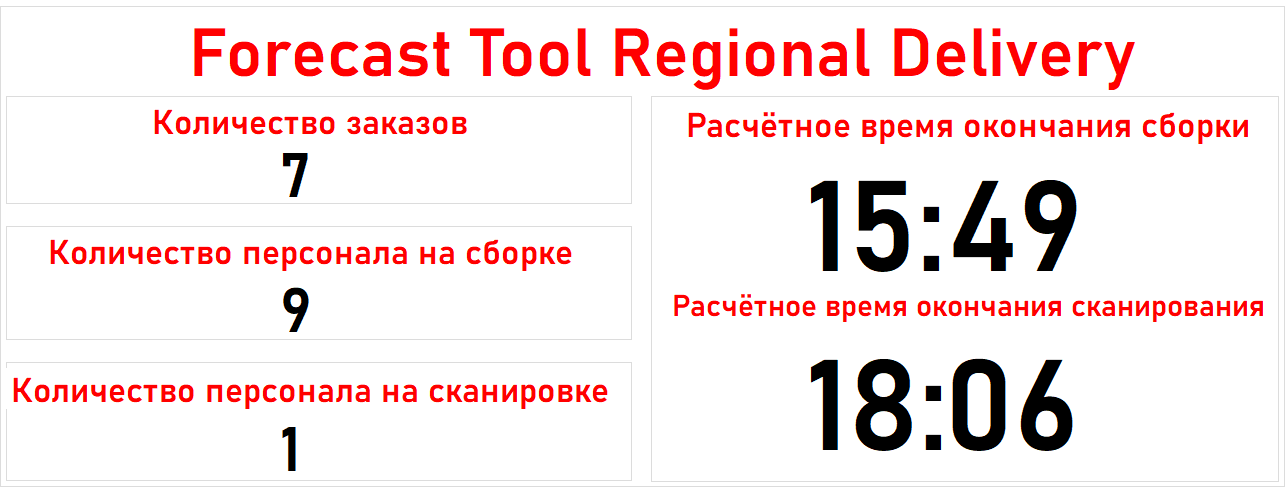 Forecast Tool Regional Delivery
Количество заказов
7
Количество персонала на сборке
9
Количество персонала на сканировке
1
Расчётное время окончания сборки
15:49
Расчётное время окончания сканирования
18:06